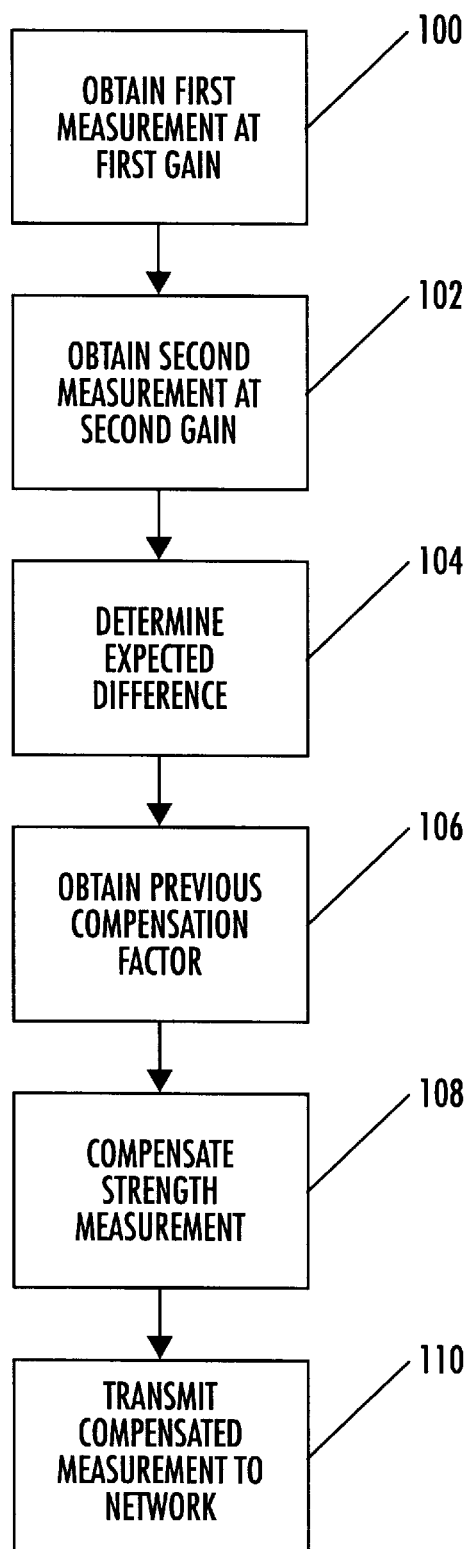 100
OBTAIN FIRST
MEASUREMENT AT
FIRST GAIN
102
OBTAIN SECOND
MEASUREMENT AT
SECOND GAIN
104
DETERMINE
EXPECTED
DIFFERENCE
106
OBTAIN PREVIOUS
COMPENSATION
FACTOR
108
COMPENSATE
STRENGTH
MEASUREMENT
110
TRANSMIT
COMPENSATED
MEASUREMENT TO
NETWORK